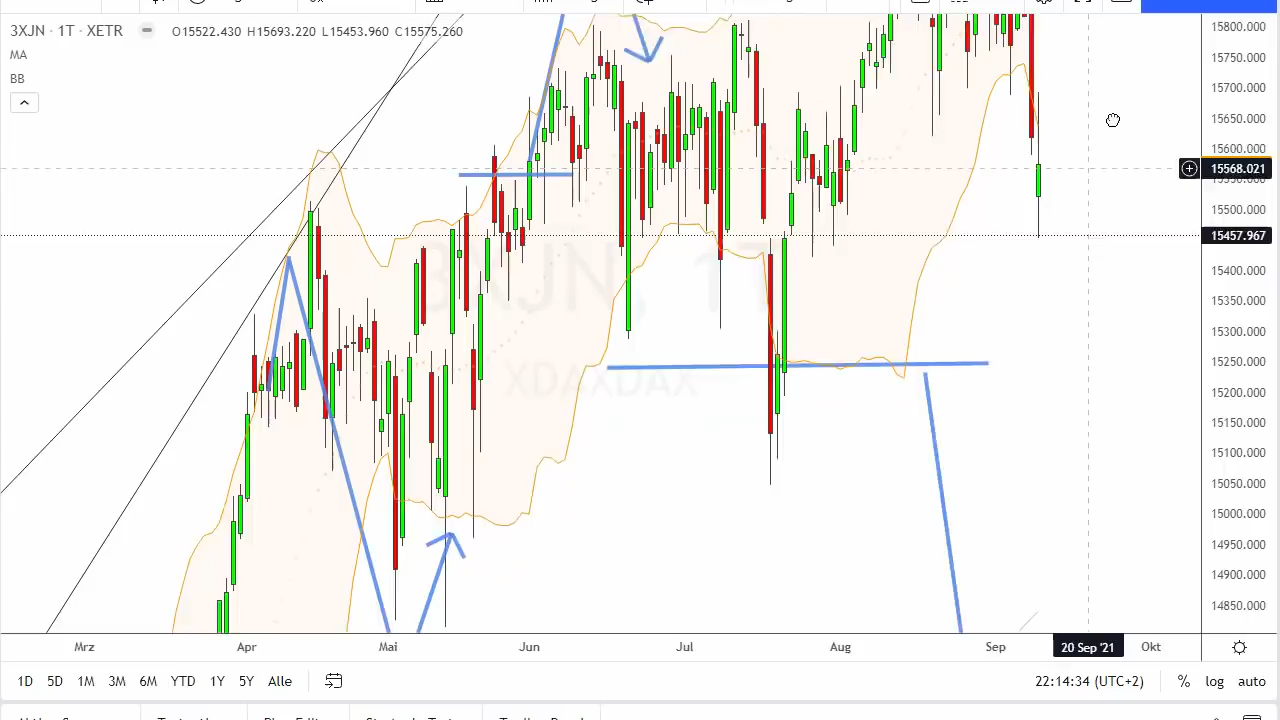 3XJN · 1T · XETR
O15522.430 H15693.220 L15453.960 C15575.260
MA
BB
15800.000
15750.000
15700.000
15650.000
15600.000
15568.021
15500.000
15457.967
15400.000
15350.000
15300.000
15250.000
15200.000
15150.000
15100.000
15050.000
15000.000
14950.000
14900.000
14850.000
3XJN, 1T
XDAXDAX
Mrz Apr Mai Jun Jul Aug Sep 20 Sep '21 Okt
1D 5D 1M 3M 6M YTD 1Y 5Y Alle
22:14:34 (UTC+2) % log auto